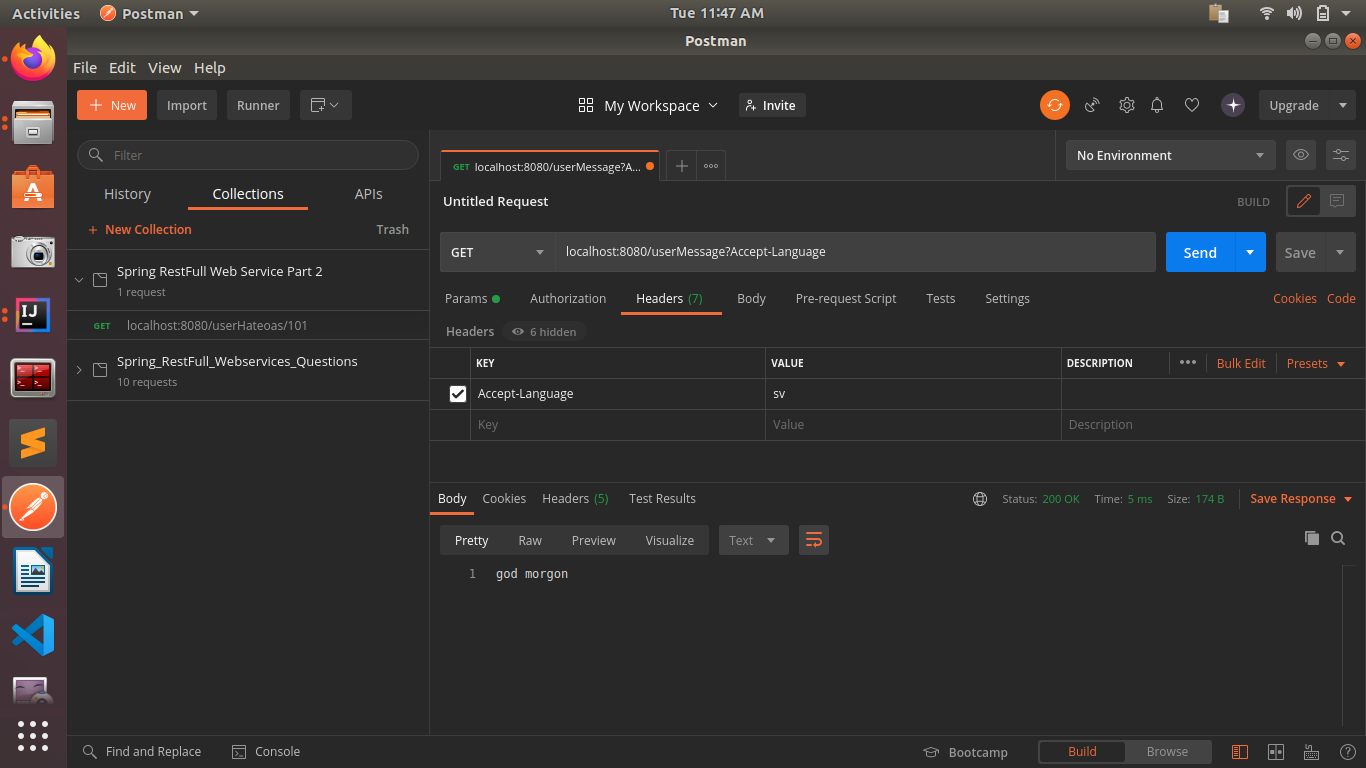 Activities Postman Tue 11:47 AM
Postman
File Edit View Help
New Import Runner My Workspace Invite Upgrade
Filter
History Collections APIs
New Collection Trash
Spring RestFull Web Service Part 2
1 request
GET localhost:8080/userHateoas/101
Spring_RestFull_Webservices_Questions
10 requests
GET localhost:8080/userMessage?A... No Environment
Untitled Request BUILD
GET localhost:8080/userMessage?Accept-Language Send Save
Params Authorization Headers (7) Body Pre-request Script Tests Settings Cookies Code
Headers 6 hidden
KEY VALUE DESCRIPTION Bulk Edit Presets
Accept-Language sv
Key Value Description
Body Cookies Headers (5) Test Results Status: 200 OK Time: 5 ms Size: 174 B Save Response
Pretty Raw Preview Visualize Text
1 god morgon
Find and Replace Console Bootcamp Build Browse